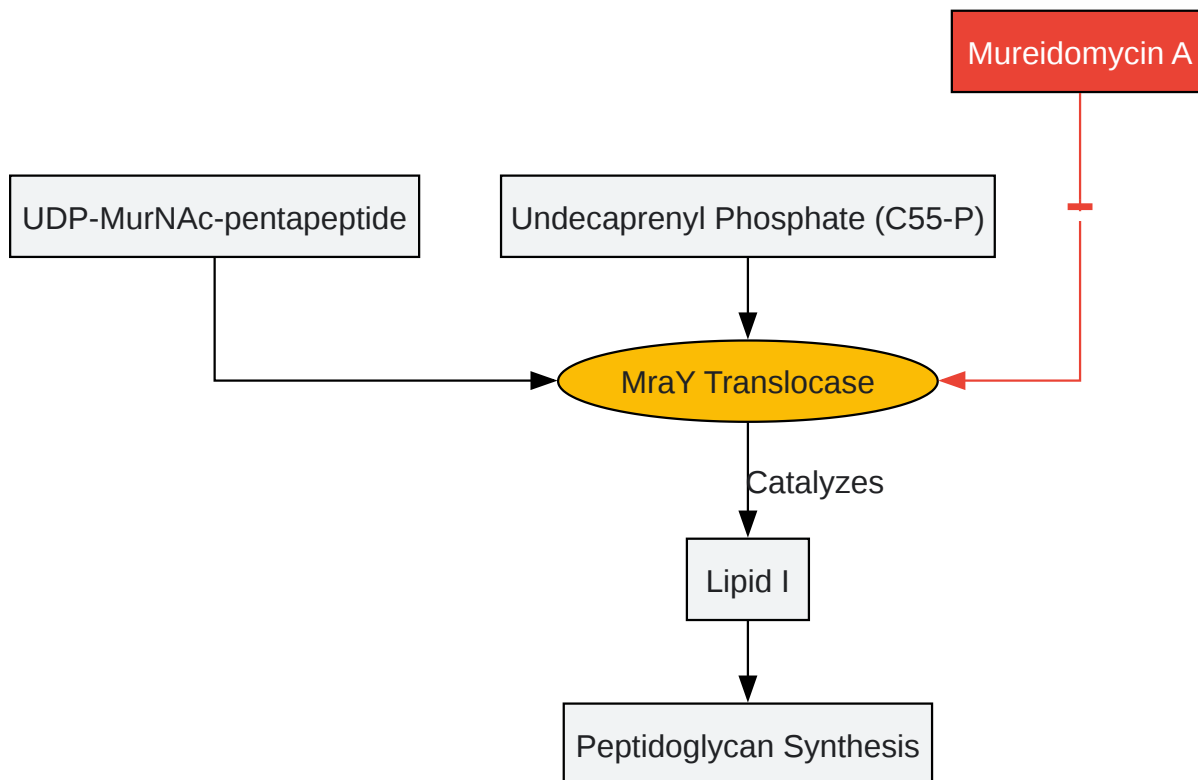 Mureidomycin A
UDP-MurNAc-pentapeptide
Undecaprenyl Phosphate (C55-P)
MraY Translocase
Catalyzes
Lipid I
Peptidoglycan Synthesis